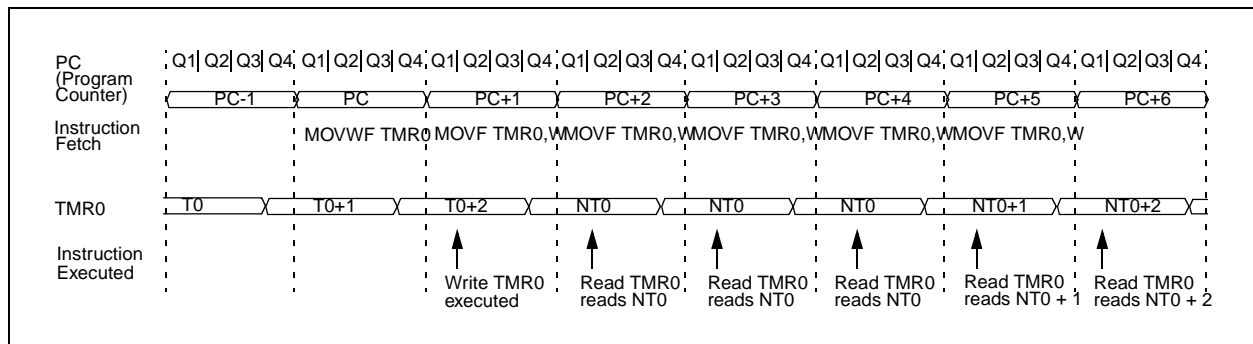 PC (Program Counter)
Q1 Q2 Q3 Q4 Q1 Q2 Q3 Q4 Q1 Q2 Q3 Q4 Q1 Q2 Q3 Q4 Q1 Q2 Q3 Q4 Q1 Q2 Q3 Q4 Q1 Q2 Q3 Q4 Q1 Q2 Q3 Q4
PC-1 PC PC+1 PC+2 PC+3 PC+4 PC+5 PC+6
Instruction Fetch
MOVWF TMR0 MOVF TMR0,W MOVF TMR0,W MOVF TMR0,W MOVF TMR0,W MOVF TMR0,W
TMR0
T0 T0+1 T0+2 NT0 NT0 NT0 NT0+1 NT0+2
Instruction Executed
Write TMR0 executed
Read TMR0 reads NT0
Read TMR0 reads NT0
Read TMR0 reads NT0
Read TMR0 reads NT0 + 1
Read TMR0 reads NT0 + 2